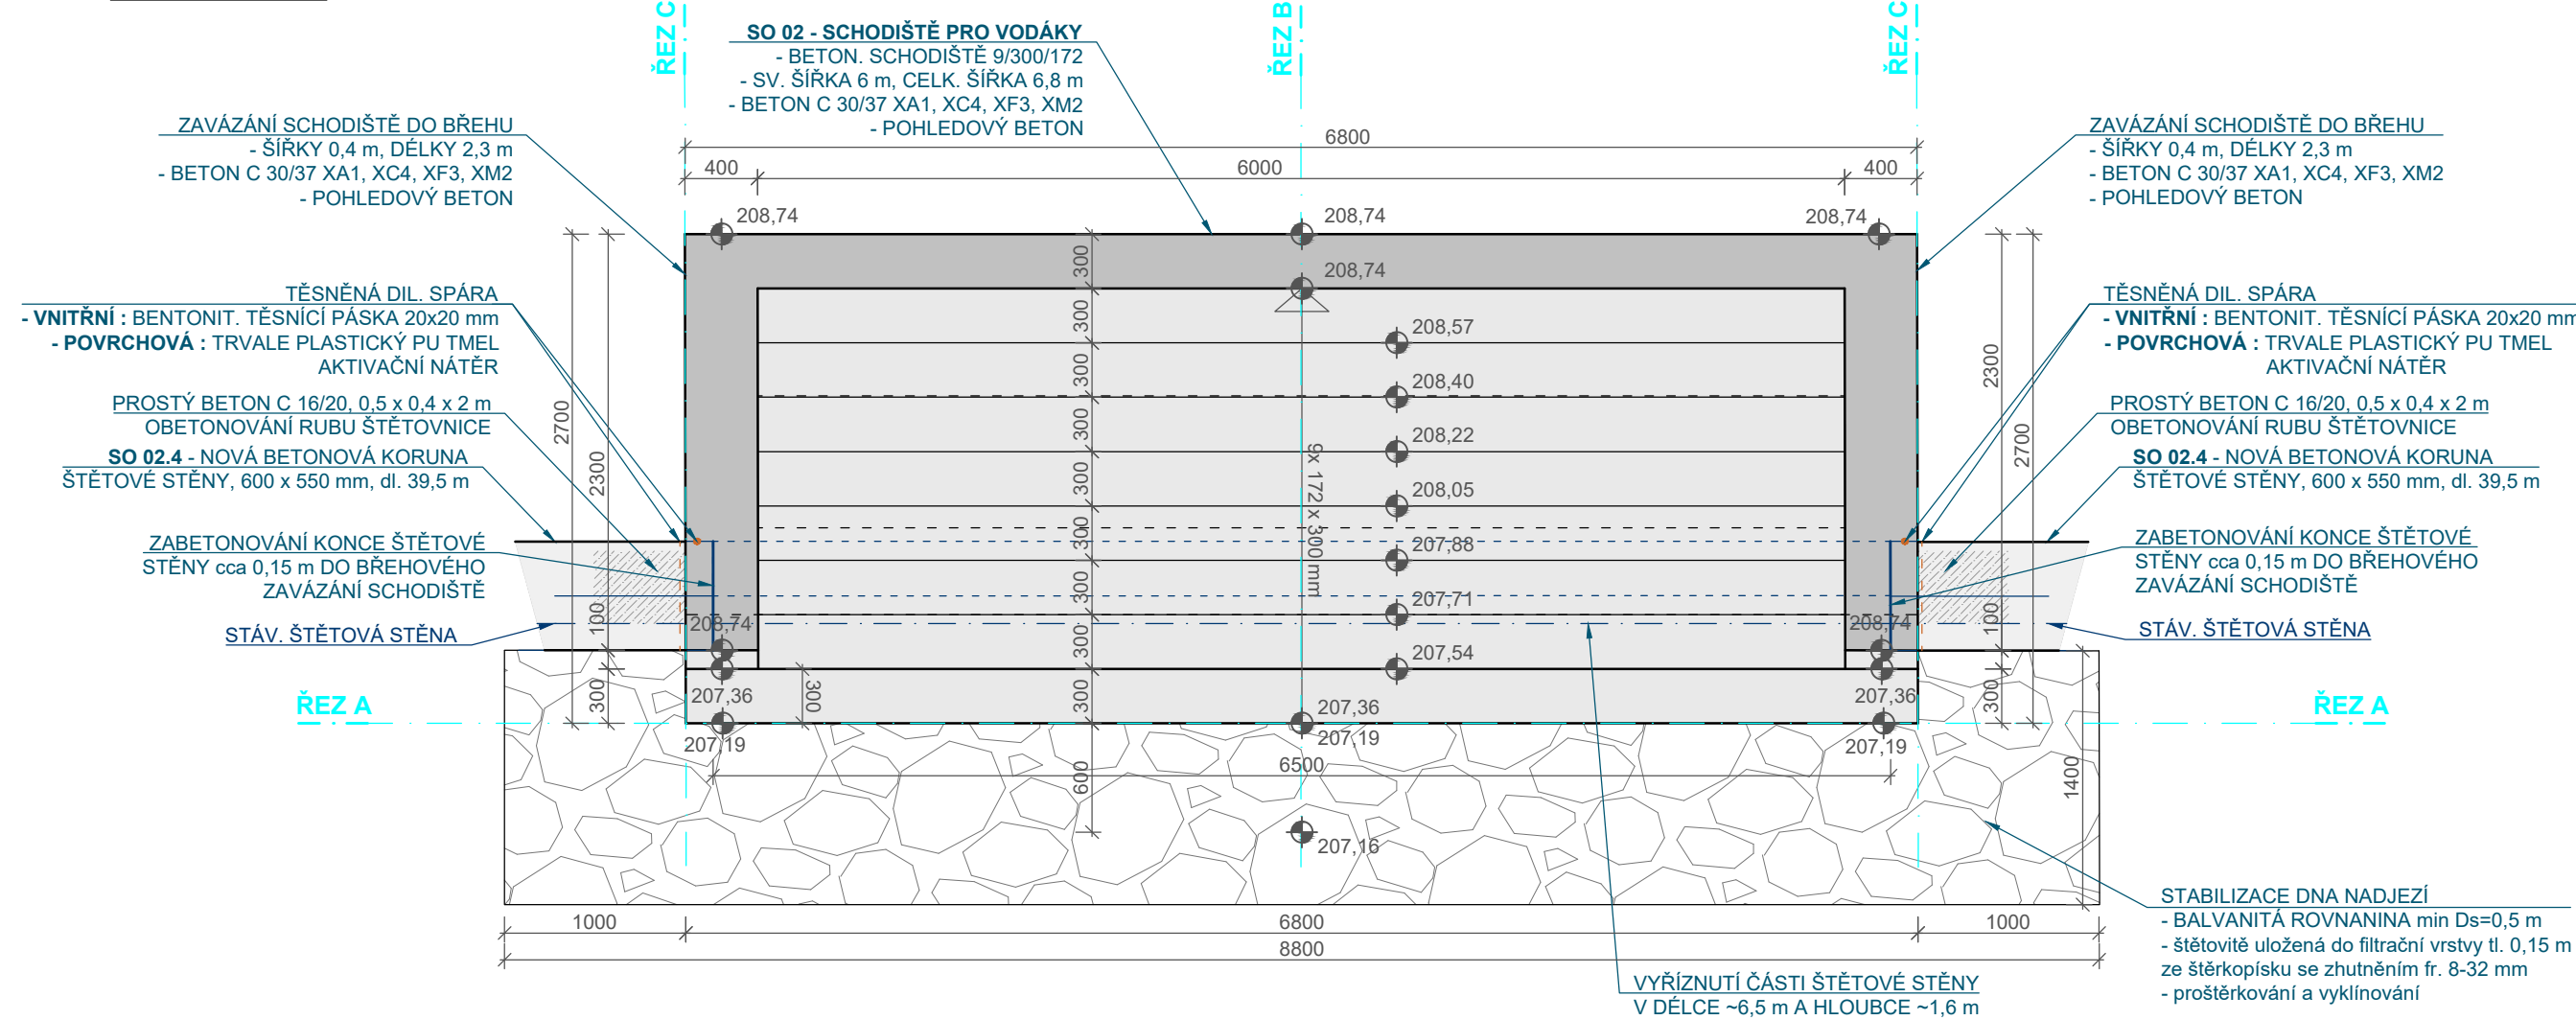 ŘEZ C
ŘEZ B
ŘEZ C
SO 02 - SCHODIŠTĚ PRO VODÁKY
- BETON. SCHODIŠTĚ 9/300/172
- SV. ŠÍŘKA 6 m, CELK. ŠÍŘKA 6,8 m
- BETON C 30/37 XA1, XC4, XF3, XM2
- POHLEDOVÝ BETON
ZAVÁZÁNÍ SCHODIŠTĚ DO BŘEHU
- ŠÍŘKY 0,4 m, DÉLKY 2,3 m
- BETON C 30/37 XA1, XC4, XF3, XM2
- POHLEDOVÝ BETON
ZAVÁZÁNÍ SCHODIŠTĚ DO BŘEHU
- ŠÍŘKY 0,4 m, DÉLKY 2,3 m
- BETON C 30/37 XA1, XC4, XF3, XM2
- POHLEDOVÝ BETON
6800
400
6000
400
208,74
208,74
208,74
208,74
TĚSNĚNÁ DIL. SPÁRA
- VNITŘNÍ : BENTONIT. TĚSNÍCÍ PÁSKA 20x20 mm
- POVRCHOVÁ : TRVALE PLASTICKÝ PU TMEL
AKTIVAČNÍ NÁTĚR
PROSTÝ BETON C 16/20, 0,5 x 0,4 x 2 m
OBETONOVÁNÍ RUBU ŠTĚTOVNICE
SO 02.4 - NOVÁ BETONOVÁ KORUNA
ŠTĚTOVÉ STĚNY, 600 x 550 mm, dl. 39,5 m
ZABETONOVÁNÍ KONCE ŠTĚTOVÉ
STĚNY cca 0,15 m DO BŘEHOVÉHO
ZAVÁZÁNÍ SCHODIŠTĚ
STÁV. ŠTĚTOVÁ STĚNA
TĚSNĚNÁ DIL. SPÁRA
- VNITŘNÍ : BENTONIT. TĚSNÍCÍ PÁSKA 20x20 mm
- POVRCHOVÁ : TRVALE PLASTICKÝ PU TMEL
AKTIVAČNÍ NÁTĚR
PROSTÝ BETON C 16/20, 0,5 x 0,4 x 2 m
OBETONOVÁNÍ RUBU ŠTĚTOVNICE
SO 02.4 - NOVÁ BETONOVÁ KORUNA
ŠTĚTOVÉ STĚNY, 600 x 550 mm, dl. 39,5 m
ZABETONOVÁNÍ KONCE ŠTĚTOVÉ
STĚNY cca 0,15 m DO BŘEHOVÉHO
ZAVÁZÁNÍ SCHODIŠTĚ
STÁV. ŠTĚTOVÁ STĚNA
2700
2300
100
300
300
300
300
300
300
300
300
300
300
600
9x 172 x 300 mm
208,57
208,40
208,22
208,05
207,88
207,71
207,54
2300
2700
100
300
1400
208,74
207,36
300
207,19
207,36
207,19
208,74
207,36
207,19
6500
207,16
ŘEZ A
ŘEZ A
1000
6800
1000
8800
VYŘÍZNUTÍ ČÁSTI ŠTĚTOVÉ STĚNY
V DÉLCE ~6,5 m A HLOUBCE ~1,6 m
STABILIZACE DNA NADJEZÍ
- BALVANITÁ ROVNANINA min Ds=0,5 m
- štětovitě uložená do filtrační vrstvy tl. 0,15 m
ze štěrkopísku se zhutněním fr. 8-32 mm
- proštěrkování a vyklínování